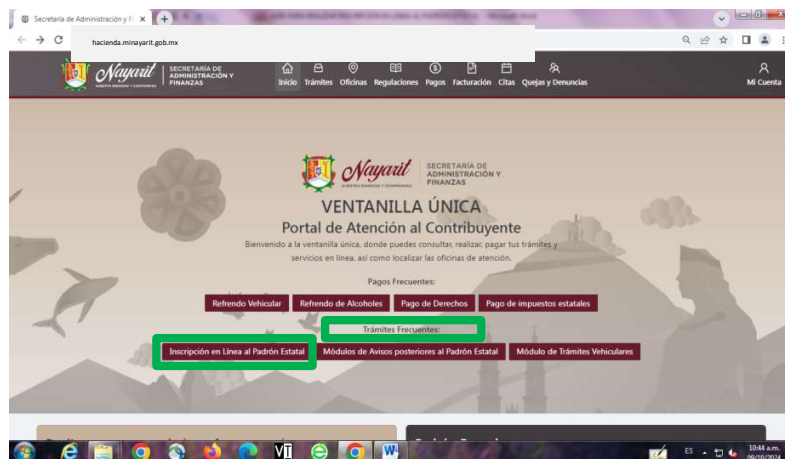 Secretaría de Administración y Fi
hacienda.minayarit.gob.mx
Nayarit
SECRETARÍA DE
ADMINISTRACIÓN Y
FINANZAS
Inicio Trámites Oficinas Regulaciones Pagos Facturación Citas Quejas y Denuncias Mi Cuenta
Nayarit
SECRETARÍA DE
ADMINISTRACIÓN Y
FINANZAS
VENTANILLA ÚNICA
Portal de Atención al Contribuyente
Bienvenido a la ventanilla única, donde puedes consultar, realizar, pagar tus trámites y
servicios en línea, así como localizar las oficinas de atención.
Pagos Frecuentes:
Refrendo Vehicular Refrendo de Alcoholes Pago de Derechos Pago de impuestos estatales
Trámites Frecuentes:
Inscripción en Línea al Padrón Estatal Módulos de Avisos posteriores al Padrón Estatal Módulo de Trámites Vehiculares
ES 10:44 a.m.
09/10/2024